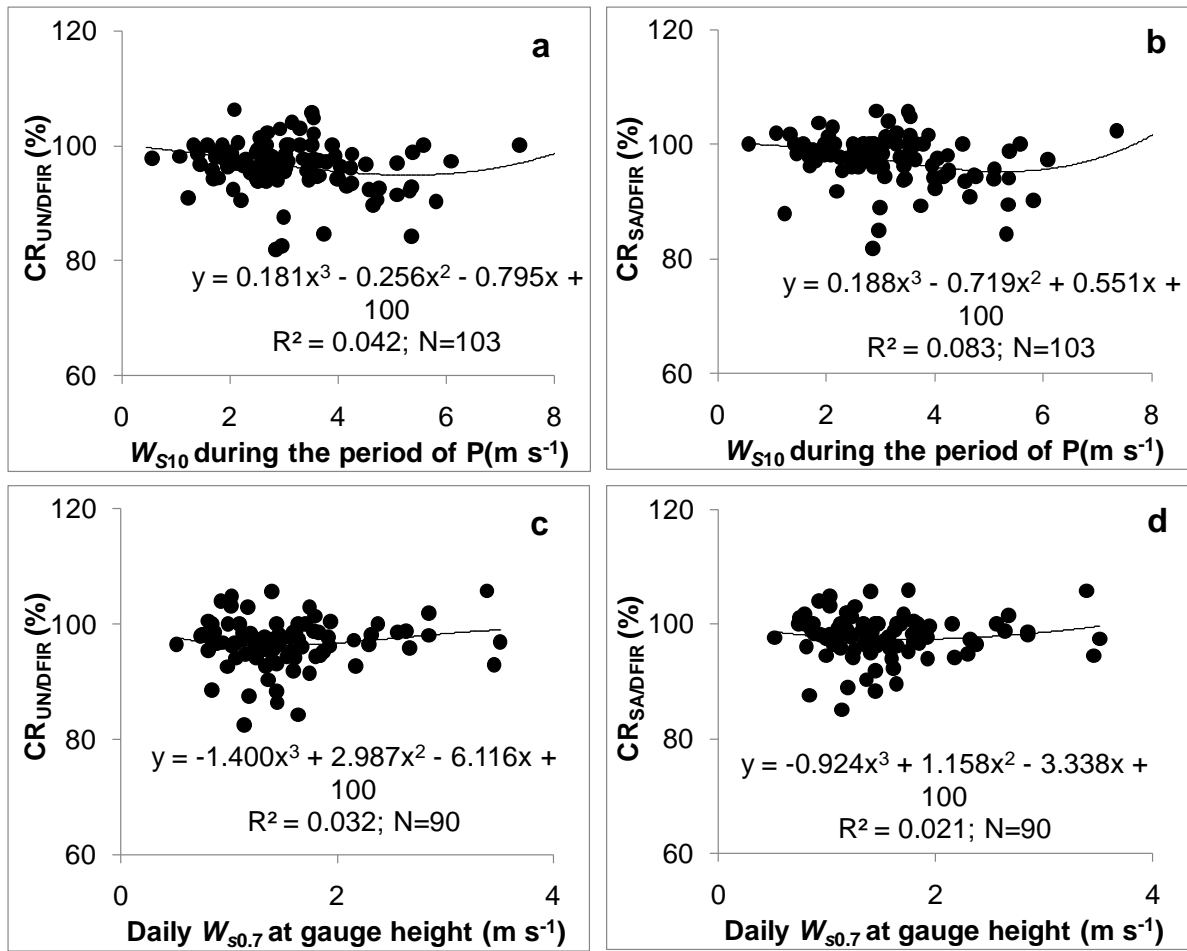 a
120
100
80
60
CR_UN/DFIR (%)
y = 0.181x³ - 0.256x² - 0.795x +
100
R² = 0.042; N=103
0 2 4 6 8
W_S10 during the period of P(m s⁻¹)
b
120
100
80
60
CR_SA/DFIR (%)
y = 0.188x³ - 0.719x² + 0.551x +
100
R² = 0.083; N=103
0 2 4 6 8
W_S10 during the period of P(m s⁻¹)
c
120
100
80
60
CR_UN/DFIR (%)
y = -1.400x³ + 2.987x² - 6.116x +
100
R² = 0.032; N=90
0 2 4
Daily W_s0.7 at gauge height (m s⁻¹)
d
120
100
80
60
CR_SA/DFIR (%)
y = -0.924x³ + 1.158x² - 3.338x +
100
R² = 0.021; N=90
0 2 4
Daily W_s0.7 at gauge height (m s⁻¹)